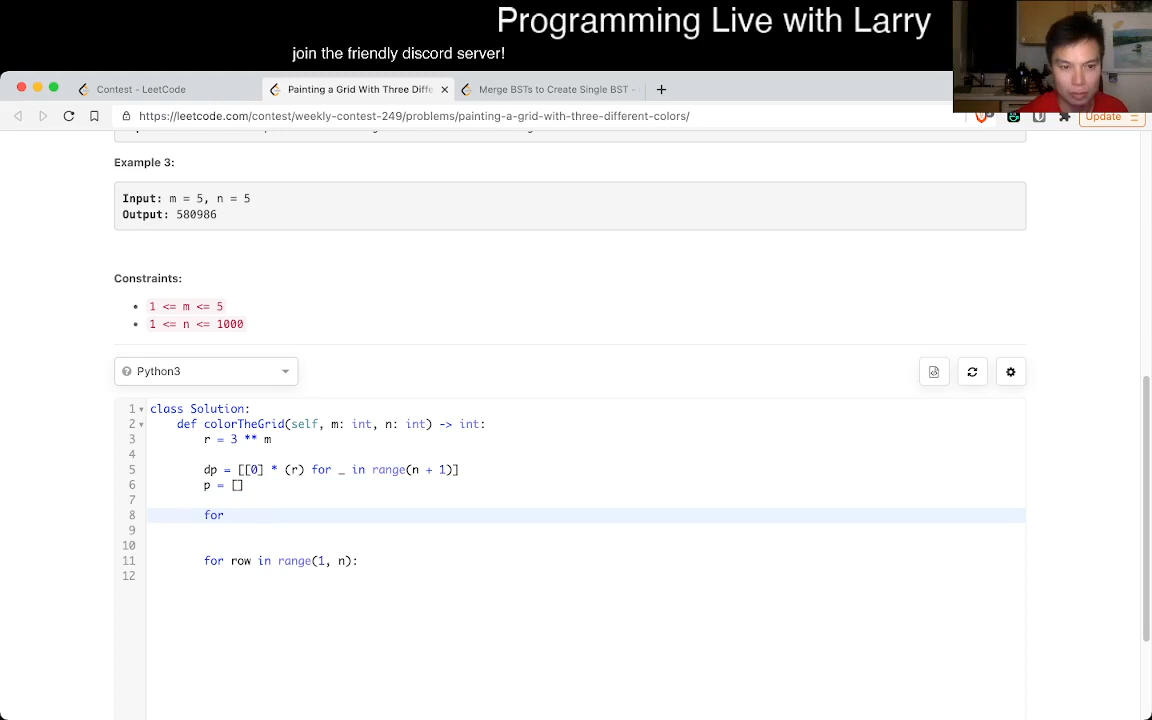 Programming Live with Larry
join the friendly discord server!
Contest - LeetCode
Painting a Grid With Three Diffe
Merge BSTs to Create Single BST -
https://leetcode.com/contest/weekly-contest-249/problems/painting-a-grid-with-three-different-colors/
Update
Example 3:
Input: m = 5, n = 5
Output: 580986
Constraints:
1 <= m <= 5
1 <= n <= 1000
Python3
1 class Solution:
2 def colorTheGrid(self, m: int, n: int) -> int:
3 r = 3 ** m
4
5 dp = [[0] * (r) for _ in range(n + 1)]
6 p = []
7
8 for
9
10
11 for row in range(1, n):
12